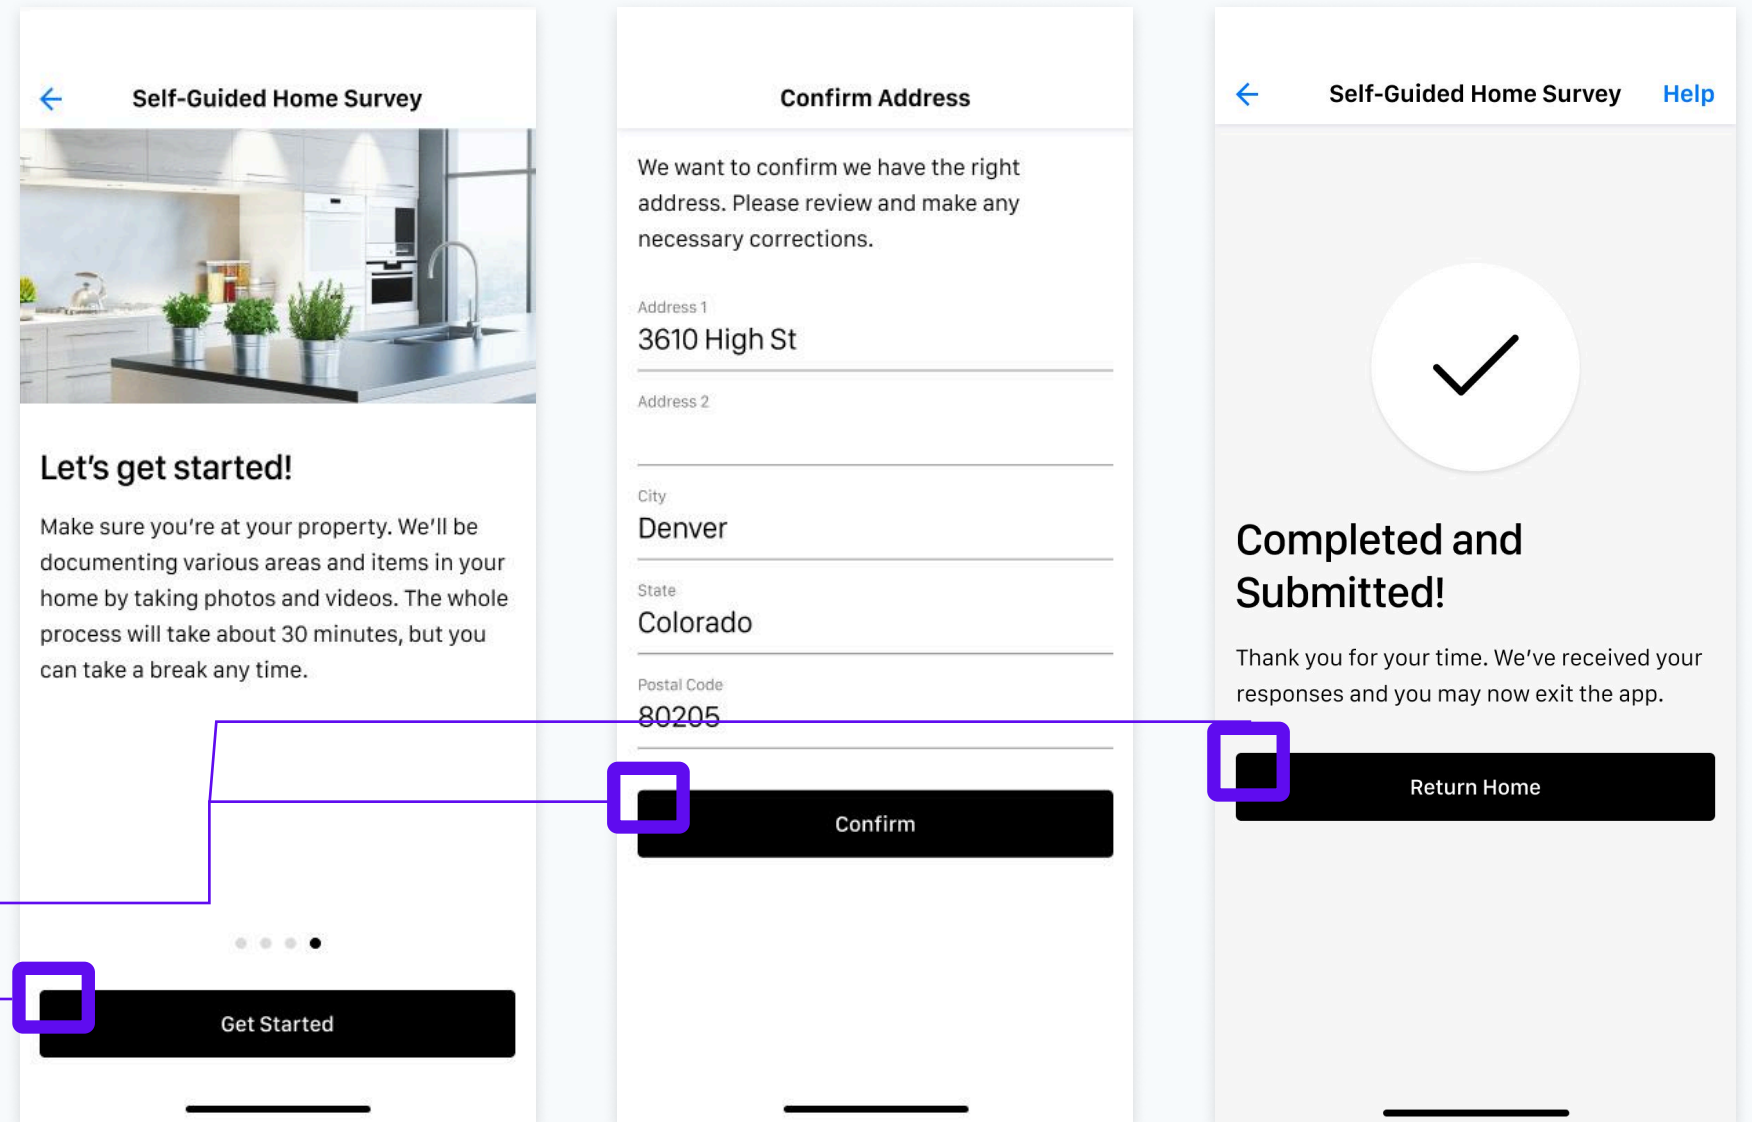 Self-Guided Home Survey
Let's get started!
Make sure you're at your property. We'll be
documenting various areas and items in your
home by taking photos and videos. The whole
process will take about 30 minutes, but you
can take a break any time.
Get Started
Confirm Address
We want to confirm we have the right
address. Please review and make any
necessary corrections.
Address 1
3610 High St
Address 2
City
Denver
State
Colorado
Postal Code
80205
Confirm
Self-Guided Home Survey
Help
Completed and
Submitted!
Thank you for your time. We've received your
responses and you may now exit the app.
Return Home